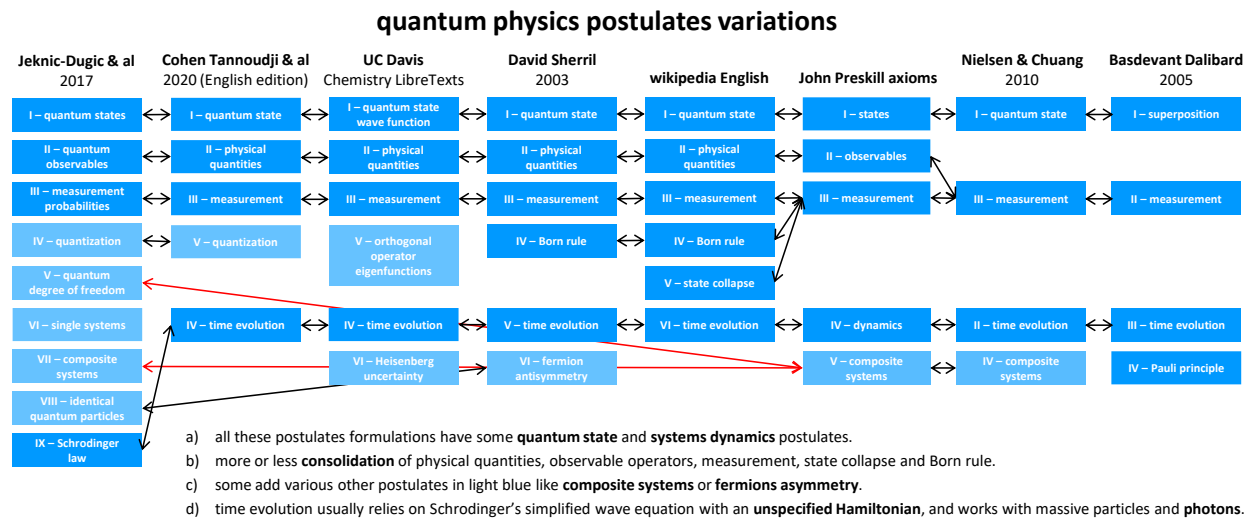 quantum physics postulates variations
Jeknic-Dugic & al
2017
Cohen Tannoudji & al
2020 (English edition)
UC Davis
Chemistry LibreTexts
David Sherril
2003
wikipedia English
John Preskill axioms
Nielsen & Chuang
2010
Basdevant Dalibard
2005
I – quantum states
I – quantum state
I – quantum state
wave function
I – quantum state
I – quantum state
I – states
I – quantum state
I – superposition
II – quantum
observables
II – physical
quantities
II – physical
quantities
II – physical
quantities
II – physical
quantities
II – observables
III – measurement
probabilities
III – measurement
III – measurement
III – measurement
III – measurement
III – measurement
III – measurement
II – measurement
IV – quantization
V – quantization
V – orthogonal
operator
eigenfunctions
IV – Born rule
IV – Born rule
V – quantum
degree of freedom
V – state collapse
VI – single systems
IV – time evolution
IV – time evolution
V – time evolution
VI – time evolution
IV – dynamics
II – time evolution
III – time evolution
VII – composite
systems
VI – Heisenberg
uncertainty
VI – fermion
antisymmetry
V – composite
systems
IV – composite
systems
IV – Pauli principle
VIII – identical
quantum particles
IX – Schrodinger
law
a) all these postulates formulations have some quantum state and systems dynamics postulates.
b) more or less consolidation of physical quantities, observable operators, measurement, state collapse and Born rule.
c) some add various other postulates in light blue like composite systems or fermions asymmetry.
d) time evolution usually relies on Schrodinger’s simplified wave equation with an unspecified Hamiltonian, and works with massive particles and photons.